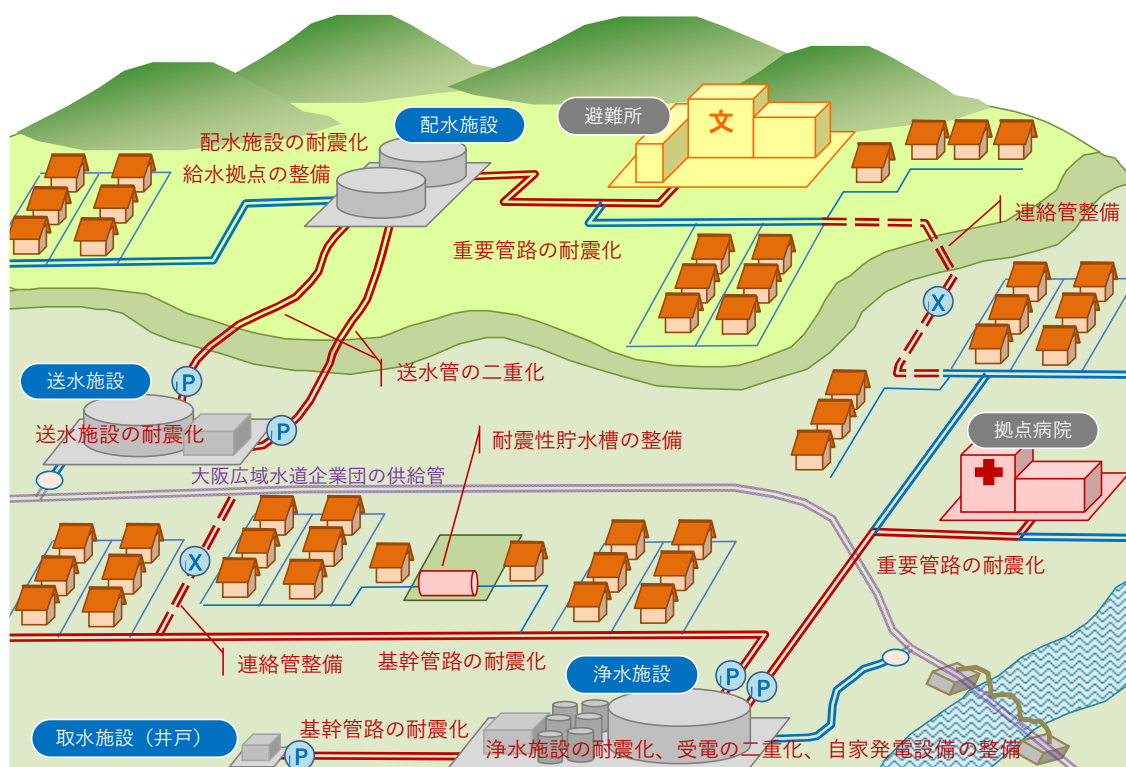 配水施設
避難所
文
配水施設の耐震化
給水拠点の整備
連絡管整備
重要管路の耐震化
X
送水施設
P
送水管の二重化
P
送水施設の耐震化
耐震性貯水槽の整備
拠点病院
大阪広域水道企業団の供給管
X
重要管路の耐震化
連絡管整備
基幹管路の耐震化
浄水施設
P
P
取水施設（井戸）
基幹管路の耐震化
P
浄水施設の耐震化、受電の二重化、自家発電設備の整備